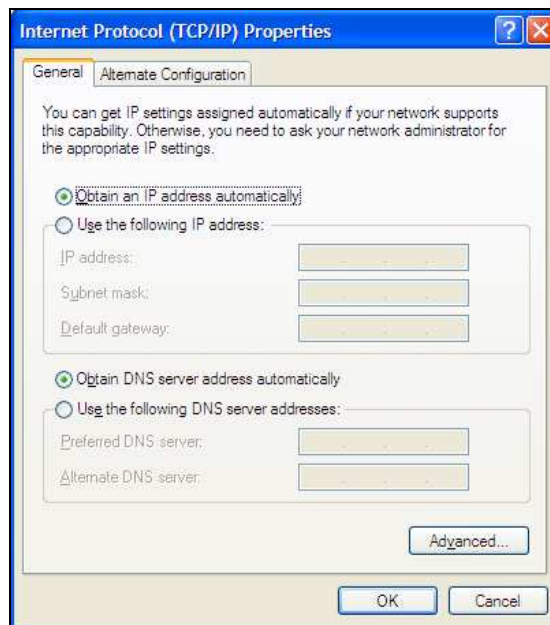 Internet Protocol (TCP/IP) Properties
General Alternate Configuration
You can get IP settings assigned automatically if your network supports
this capability. Otherwise, you need to ask your network administrator for
the appropriate IP settings.
Obtain an IP address automatically
Use the following IP address:
IP address:
Subnet mask:
Default gateway:
Obtain DNS server address automatically
Use the following DNS server addresses:
Preferred DNS server:
Alternate DNS server:
Advanced...
OK Cancel